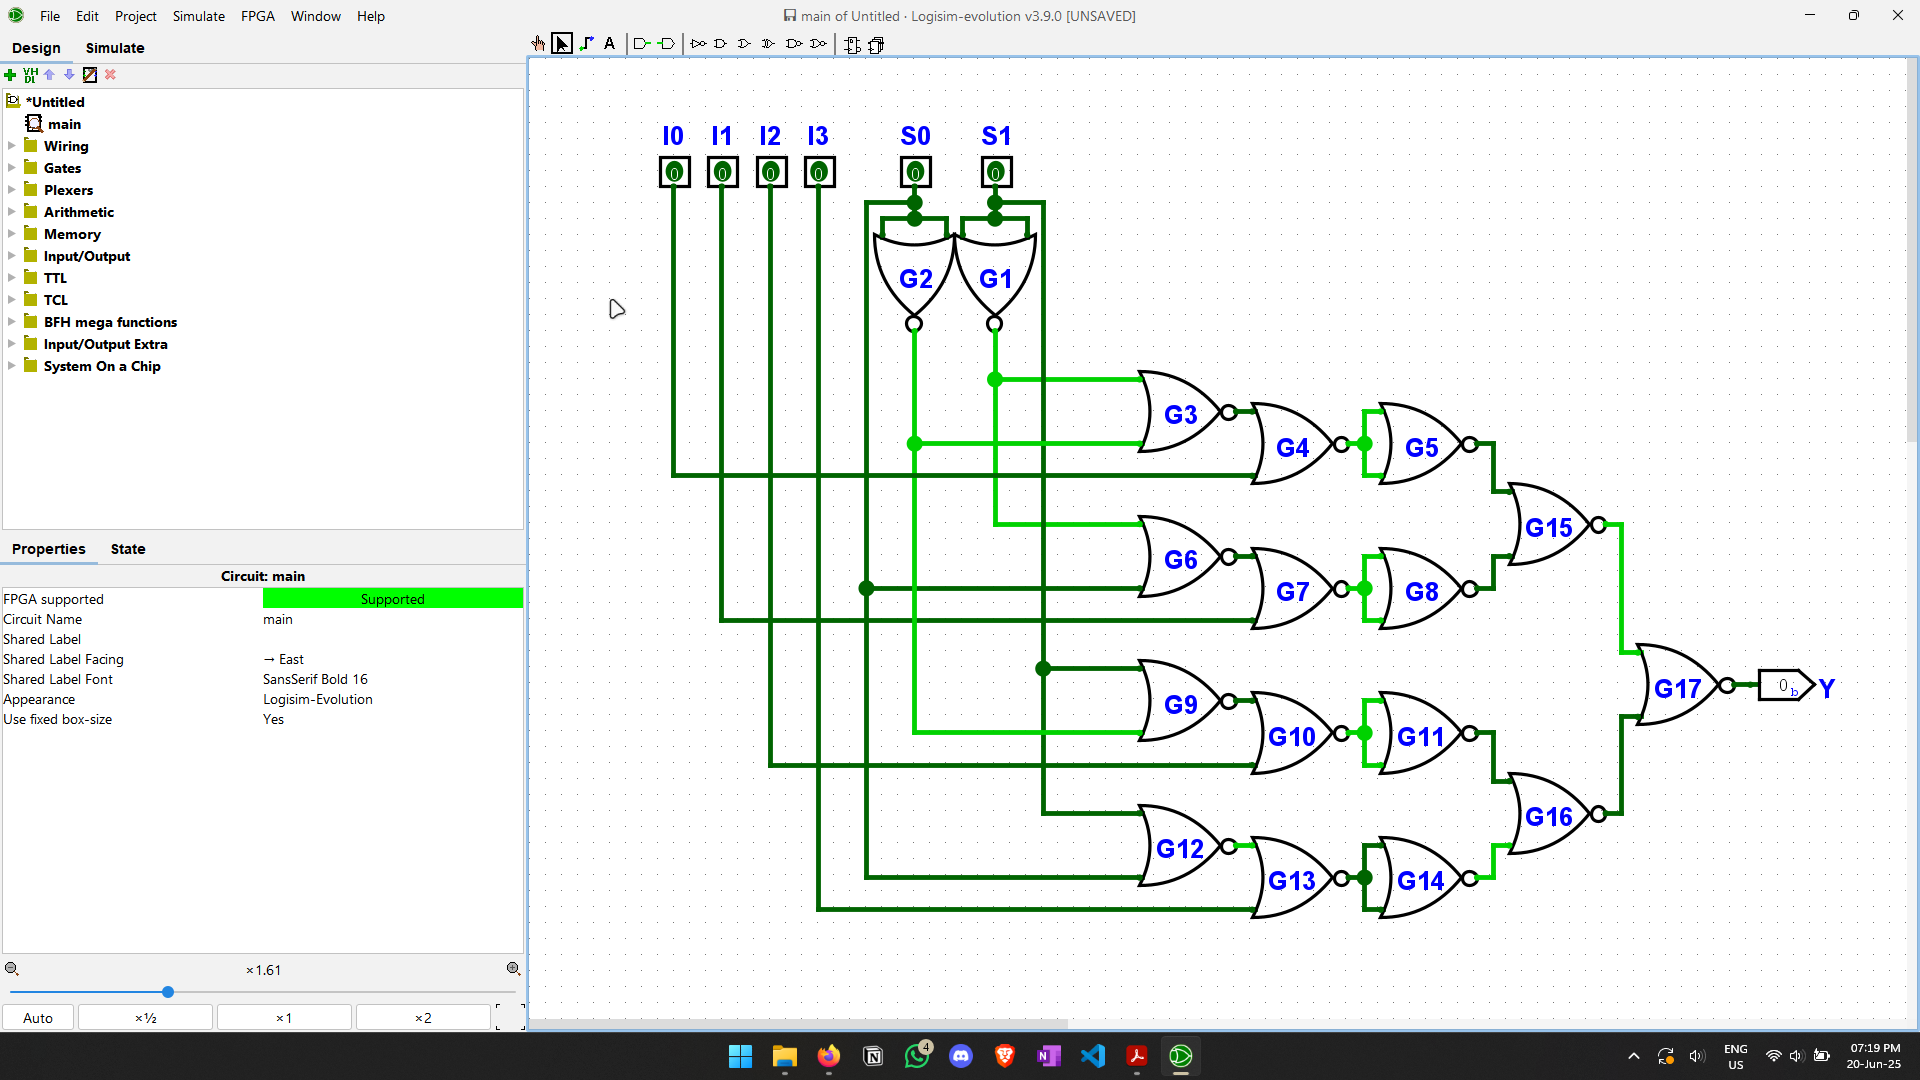 File Edit Project Simulate FPGA Window Help
main of Untitled · Logisim-evolution v3.9.0 [UNSAVED]
Design Simulate
A
VH
DL
*Untitled
main
Wiring
Gates
Plexers
Arithmetic
Memory
Input/Output
TTL
TCL
BFH mega functions
Input/Output Extra
System On a Chip
Properties State
Circuit: main
FPGA supported Supported
Circuit Name main
Shared Label
Shared Label Facing → East
Shared Label Font SansSerif Bold 16
Appearance Logisim-Evolution
Use fixed box-size Yes
×1.61
Auto ×½ ×1 ×2
I0 I1 I2 I3 S0 S1
0 0 0 0 0 0
G2 G1
G3
G4 G5
G15
G6
G7 G8
G17 0b Y
G9
G10 G11
G16
G12
G13 G14
4
N
ENG
US
07:19 PM
20-Jun-25